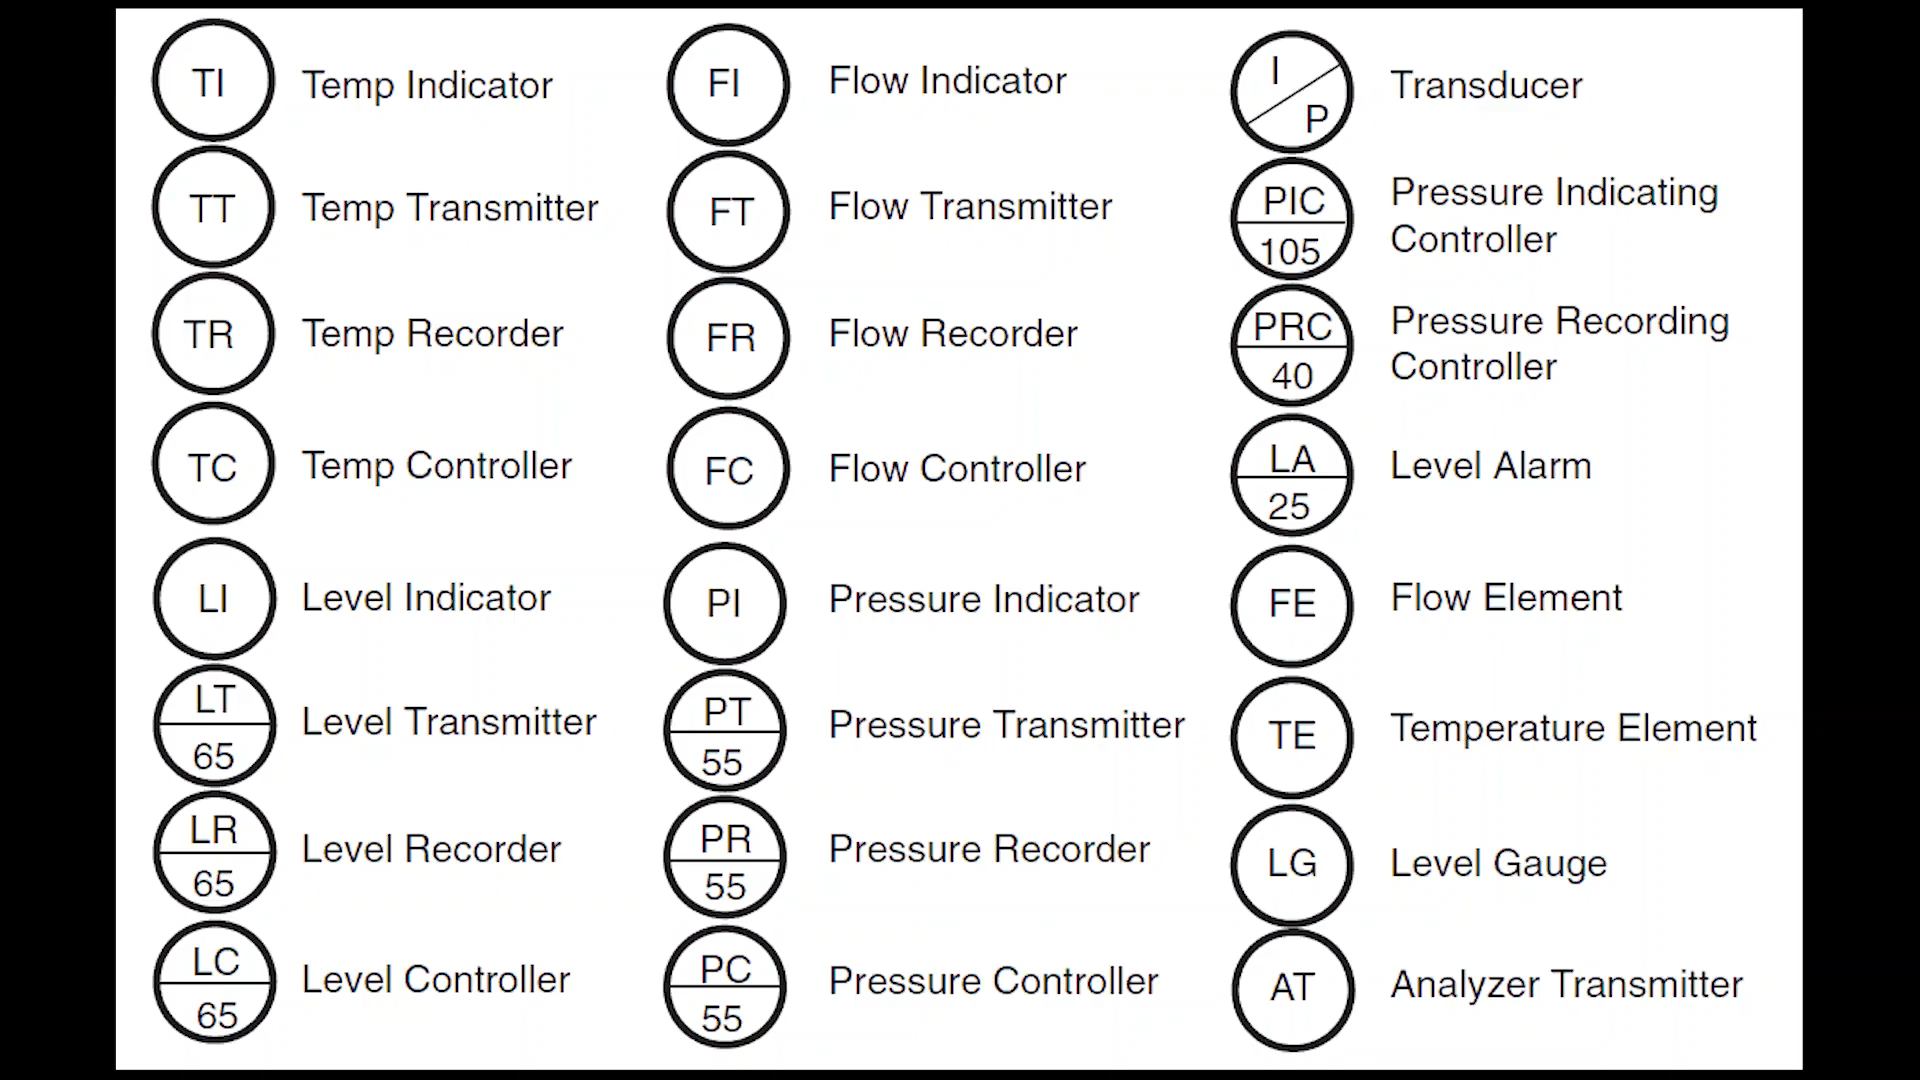 TI Temp Indicator
TT Temp Transmitter
TR Temp Recorder
TC Temp Controller
LI Level Indicator
LT
65
Level Transmitter
LR
65
Level Recorder
LC
65
Level Controller
FI Flow Indicator
FT Flow Transmitter
FR Flow Recorder
FC Flow Controller
PI Pressure Indicator
PT
55
Pressure Transmitter
PR
55
Pressure Recorder
PC
55
Pressure Controller
I
P
Transducer
PIC
105
Pressure Indicating
Controller
PRC
40
Pressure Recording
Controller
LA
25
Level Alarm
FE Flow Element
TE Temperature Element
LG Level Gauge
AT Analyzer Transmitter